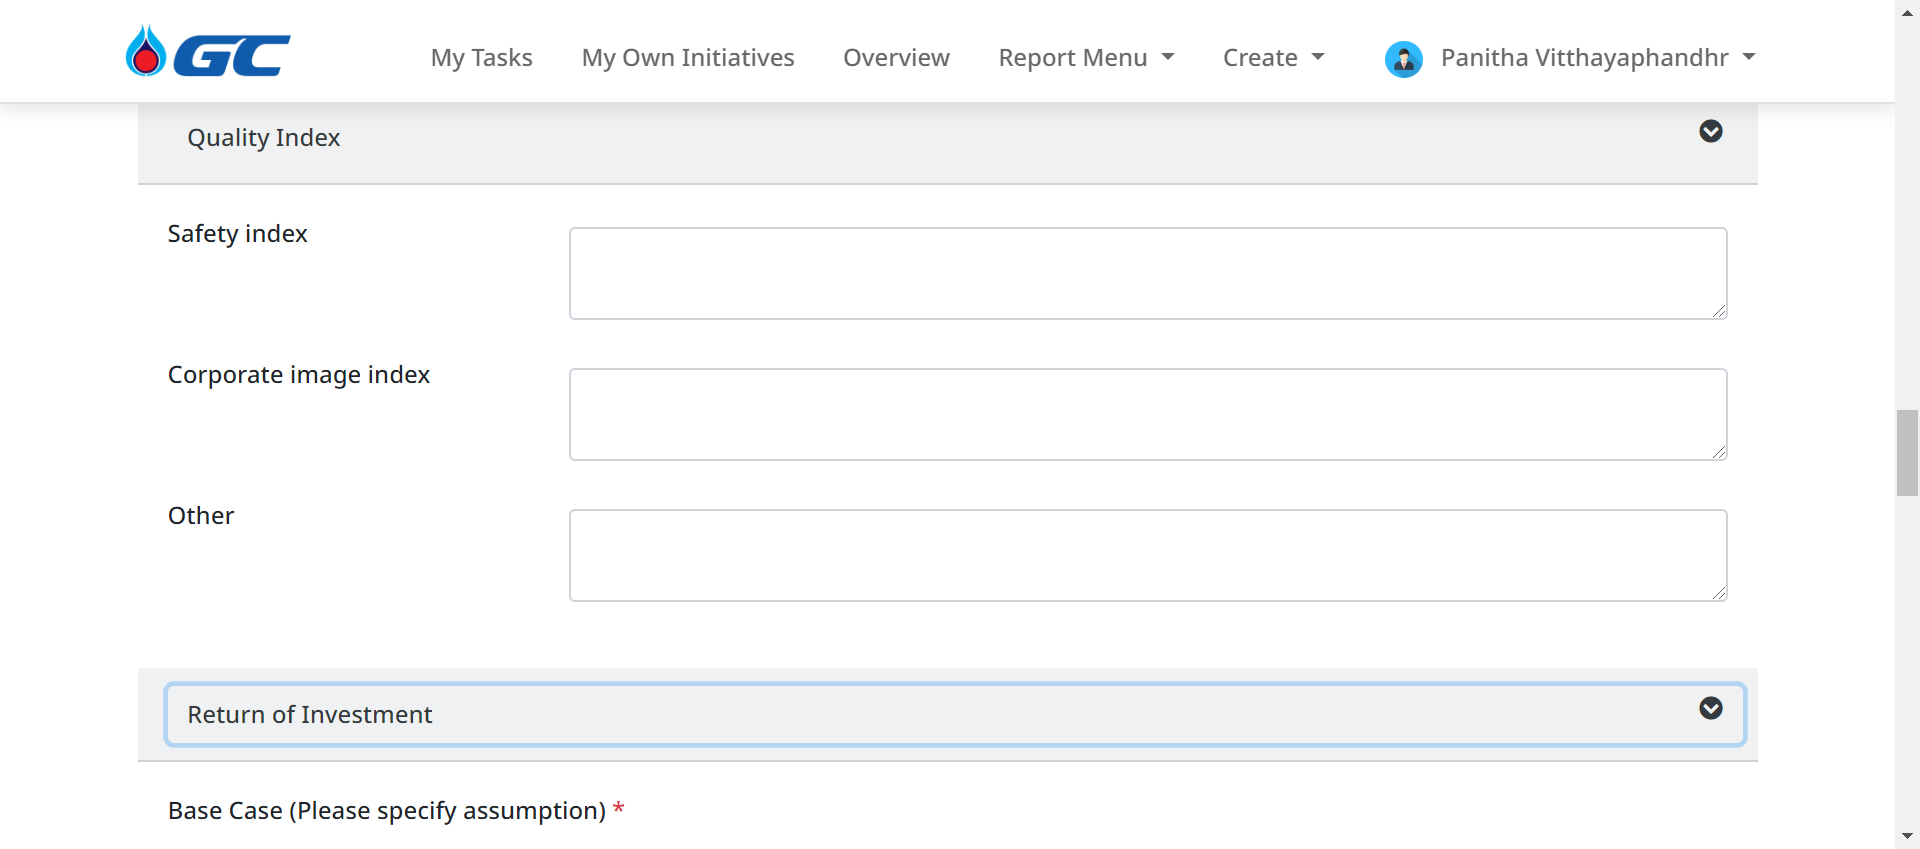 GC
My Tasks
My Own Initiatives
Overview
Report Menu
Create
Panitha Vitthayaphandhr
Quality Index
Safety index
Corporate image index
Other
Return of Investment
Base Case (Please specify assumption) *